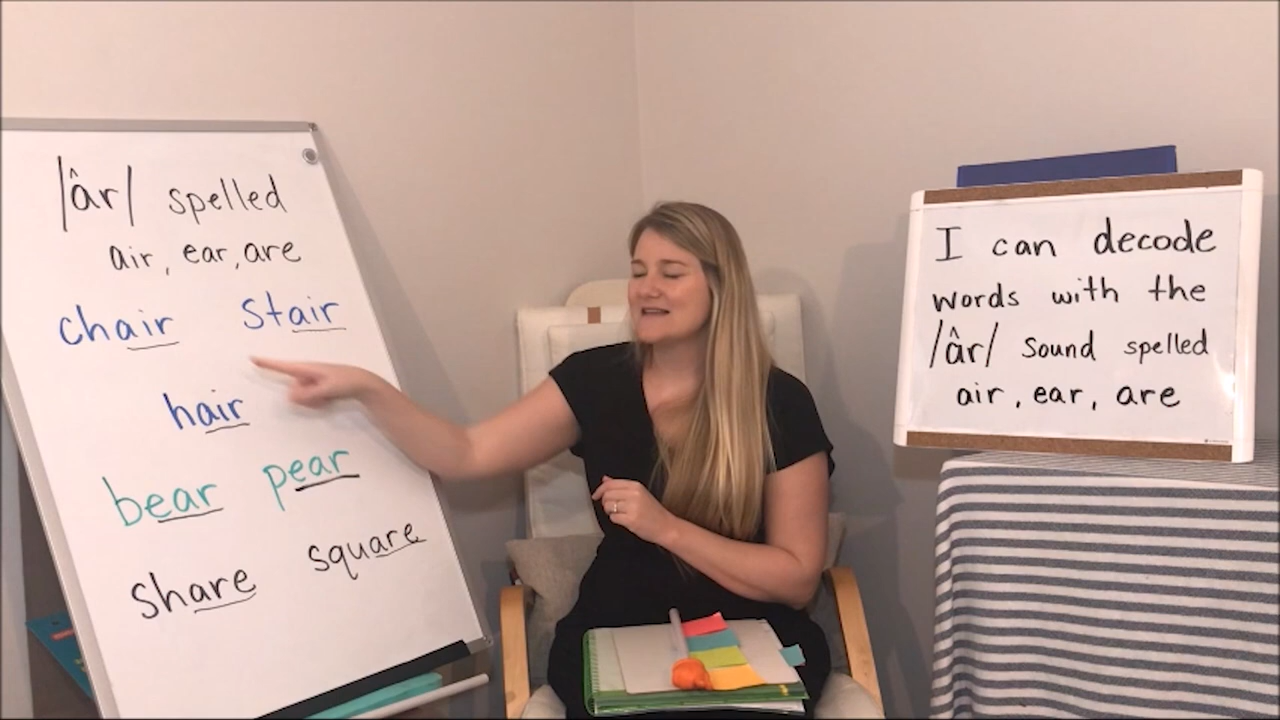 /âr/ spelled
air, ear, are
chair stair
hair
bear pear
share square
I can decode
words with the
/âr/ sound spelled
air, ear, are